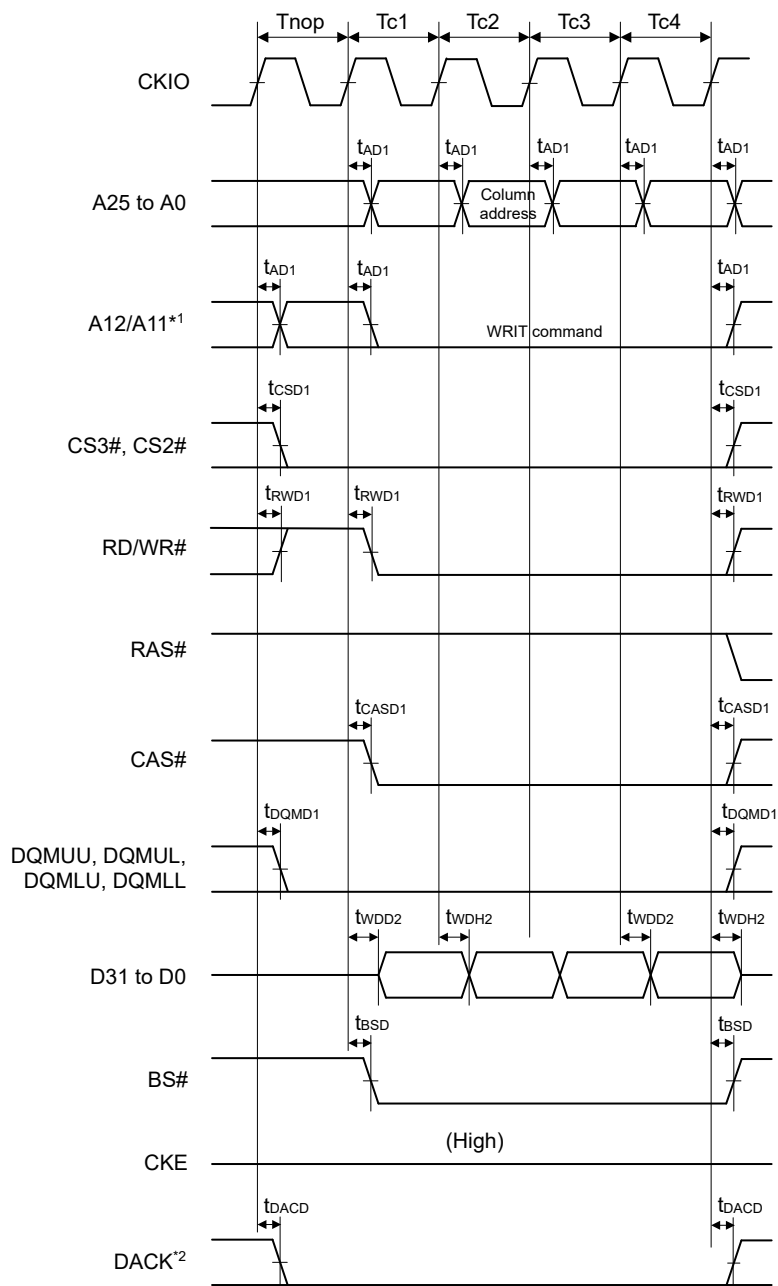 Tnop Tc1 Tc2 Tc3 Tc4
CKIO
tAD1 tAD1 tAD1 tAD1 tAD1
A25 to A0
Column
address
tAD1 tAD1 tAD1
A12/A11*1
WRIT command
tCSD1 tCSD1
CS3#, CS2#
tRWD1 tRWD1 tRWD1
RD/WR#
RAS#
tCASD1 tCASD1
CAS#
tDQMD1 tDQMD1
DQMUU, DQMUL,
DQMLU, DQMLL
tWDD2 tWDH2 tWDD2 tWDH2
D31 to D0
tBSD tBSD
BS#
(High)
CKE
tDACD tDACD
DACK*2